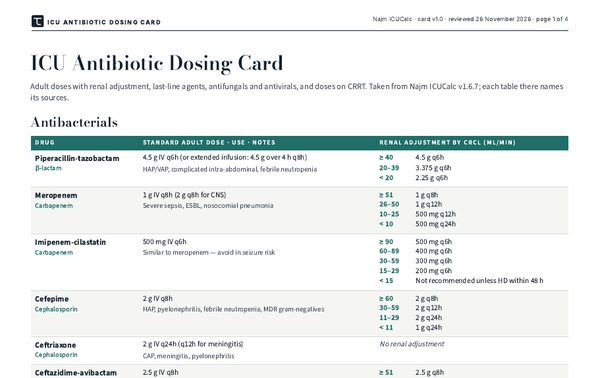 ICU ANTIBIOTIC DOSING CARD
Najm ICUCalc · card v1.0 · reviewed 26 November 2026 · page 1 of 4
ICU Antibiotic Dosing Card
Adult doses with renal adjustment, last-line agents, antifungals and antivirals, and doses on CRRT. Taken from Najm ICUCalc v1.6.7; each table there names
its sources.
Antibacterials
DRUG STANDARD ADULT DOSE · USE · NOTES RENAL ADJUSTMENT BY CRCL (ML/MIN)
Piperacillin-tazobactam 4.5 g IV q6h (or extended infusion: 4.5 g over 4 h q8h) ≥ 40 4.5 g q6h
β-lactam HAP/VAP, complicated intra-abdominal, febrile neutropenia 20–39 3.375 g q6h
< 20 2.25 g q6h
Meropenem 1 g IV q8h (2 g q8h for CNS) ≥ 51 1 g q8h
Carbapenem Severe sepsis, ESBL, nosocomial pneumonia 26–50 1 g q12h
10–25 500 mg q12h
< 10 500 mg q24h
Imipenem-cilastatin 500 mg IV q6h ≥ 90 500 mg q6h
Carbapenem Similar to meropenem — avoid in seizure risk 60–89 400 mg q6h
30–59 300 mg q6h
15–29 200 mg q6h
< 15 Not recommended unless HD within 48 h
Cefepime 2 g IV q8h ≥ 60 2 g q8h
Cephalosporin HAP, pyelonephritis, febrile neutropenia, MDR gram-negatives 30–59 2 g q12h
11–29 2 g q24h
< 11 1 g q24h
Ceftriaxone 2 g IV q24h (q12h for meningitis) No renal adjustment
Cephalosporin CAP, meningitis, pyelonephritis
Ceftazidime-avibactam 2.5 g IV q8h ≥ 51 2.5 g q8h